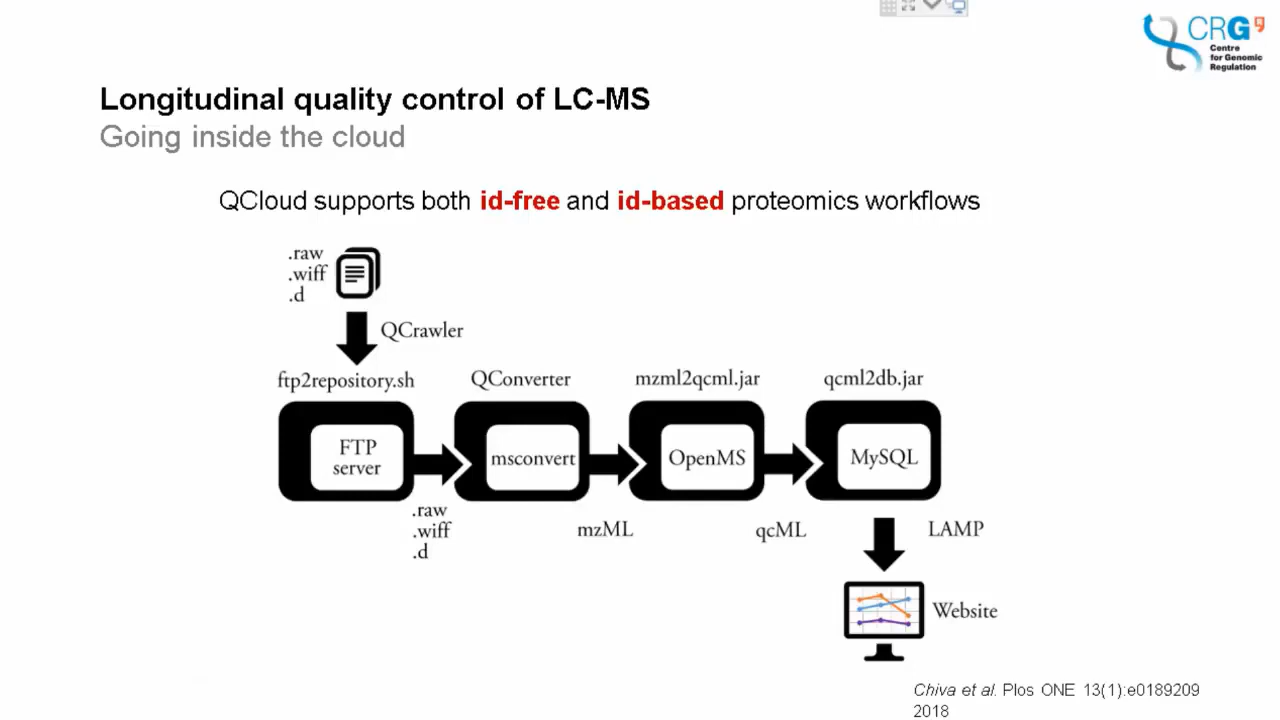 CRG
Centre
for Genomic
Regulation
Longitudinal quality control of LC-MS
Going inside the cloud
QCloud supports both id-free and id-based proteomics workflows
.raw
.wiff
.d
QCrawler
ftp2repository.sh
QConverter
mzml2qcml.jar
qcml2db.jar
FTP
server
msconvert
OpenMS
MySQL
.raw
.wiff
.d
mzML
qcML
LAMP
Website
Chiva et al. Plos ONE 13(1):e0189209
2018